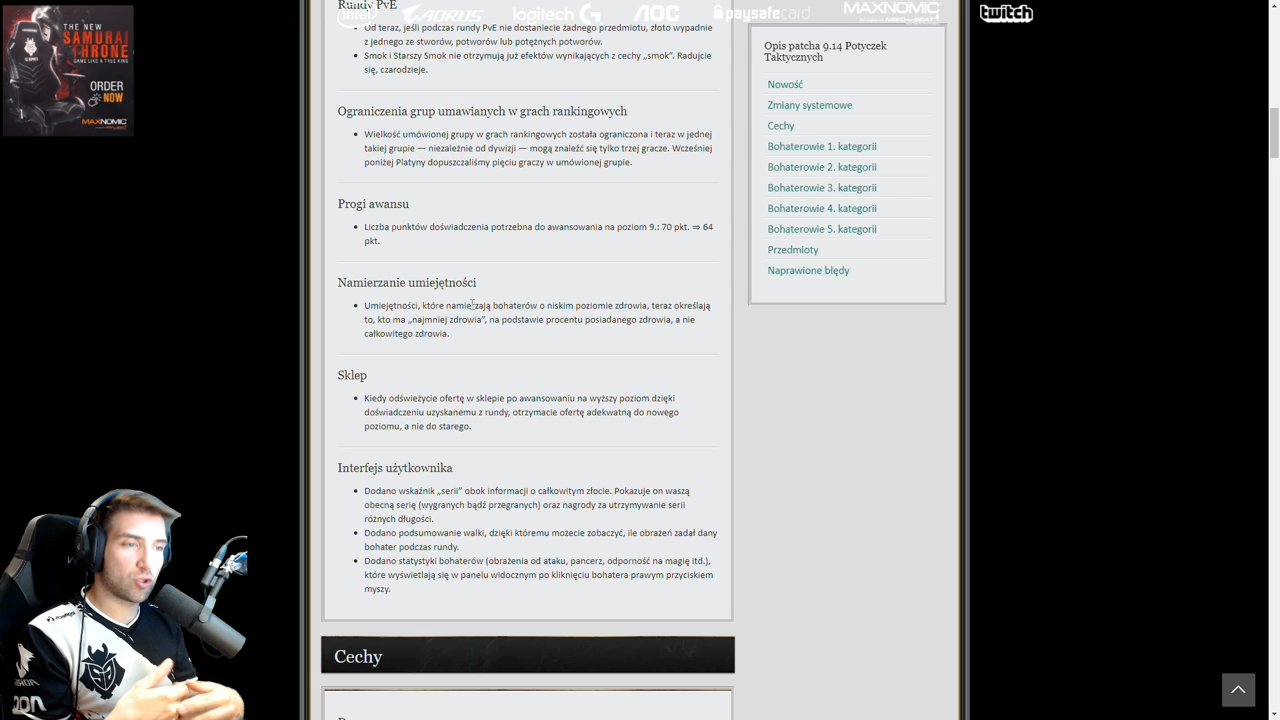 THE NEW
SAMURAI
THRONE
GAME LIKE A TRUE KING
ORDER
NOW
MAXNOMIC
intel AORUS logitech G AOC paysafecard MAXNOMIC twitch
Rundy PvE
Od teraz, jeśli podczas rundy PvE nie dostaniecie żadnego przedmiotu, złoto wypadnie
z jednego ze stworów, potworów lub potężnych potworów.
Smok i Starszy Smok nie otrzymują już efektów wynikających z cechy „smok”. Radujcie
się, czarodzieje.
Ograniczenia grup umawianych w grach rankingowych
Wielkość umówionej grupy w grach rankingowych została ograniczona i teraz w jednej
takiej grupie — niezależnie od dywizji — mogą znaleźć się tylko trzej gracze. Wcześniej
poniżej Platyny dopuszczaliśmy pięciu graczy w umówionej grupie.
Progi awansu
Liczba punktów doświadczenia potrzebna do awansowania na poziom 9.: 70 pkt. ⇒ 64
pkt.
Namierzanie umiejętności
Umiejętności, które namierzają bohaterów o niskim poziomie zdrowia, teraz określają
to, kto ma „najmniej zdrowia”, na podstawie procentu posiadanego zdrowia, a nie
całkowitego zdrowia.
Sklep
Kiedy odświeżycie ofertę w sklepie po awansowaniu na wyższy poziom dzięki
doświadczeniu uzyskanemu z rundy, otrzymacie ofertę adekwatną do nowego
poziomu, a nie do starego.
Interfejs użytkownika
Dodano wskaźnik „serii” obok informacji o całkowitym złocie. Pokazuje on waszą
obecną serię (wygranych bądź przegranych) oraz nagrody za utrzymywanie serii
różnych długości.
Dodano podsumowanie walki, dzięki któremu możecie zobaczyć, ile obrażeń zadał dany
bohater podczas rundy.
Dodano statystyki bohaterów (obrażenia od ataku, pancerz, odporność na magię itd.),
które wyświetlają się w panelu widocznym po kliknięciu bohatera prawym przyciskiem
myszy.
Cechy
Opis patcha 9.14 Potyczek
Taktycznych
Nowość
Zmiany systemowe
Cechy
Bohaterowie 1. kategorii
Bohaterowie 2. kategorii
Bohaterowie 3. kategorii
Bohaterowie 4. kategorii
Bohaterowie 5. kategorii
Przedmioty
Naprawione błędy